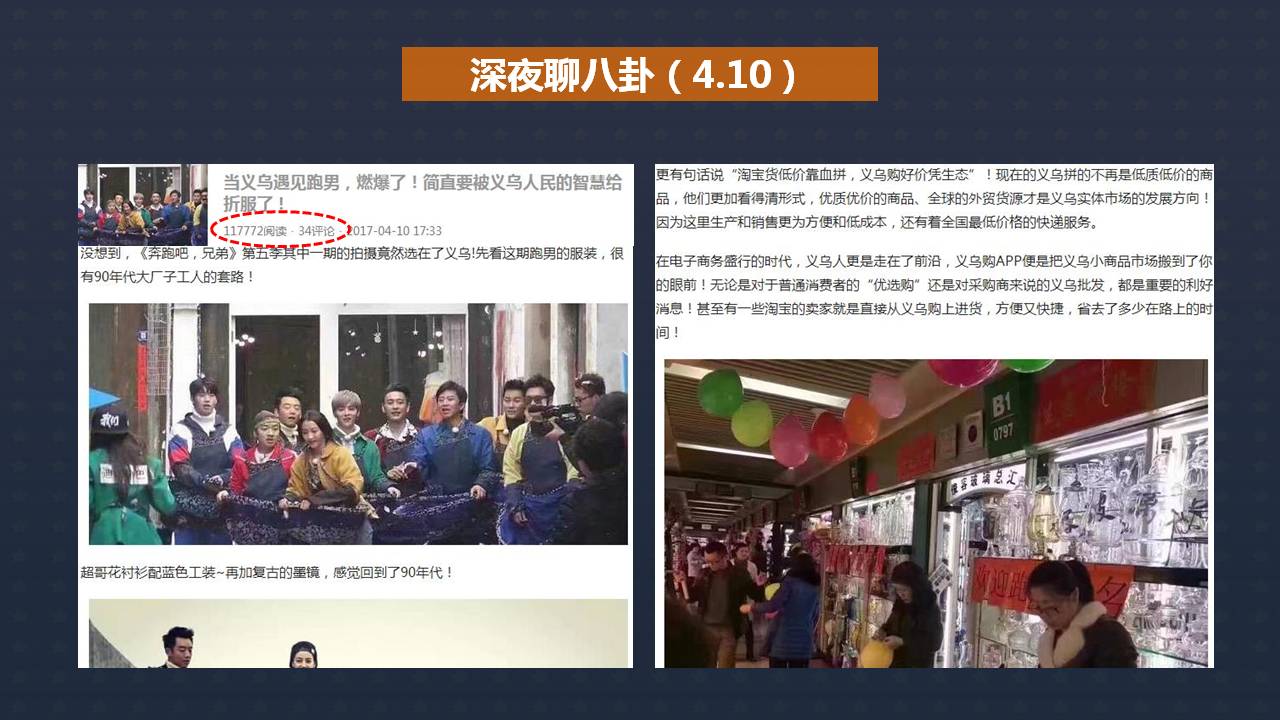 深夜聊八卦（4.10）
当义乌遇见跑男，燃爆了！简直要被义乌人民的智慧给
折服了！
117772阅读 · 34评论 · 2017-04-10 17:33
没想到，《奔跑吧，兄弟》第五季其中一期的拍摄竟然选在了义乌!先看这期跑男的服装，很
有90年代大厂子工人的套路！
我们
超哥花衬衫配蓝色工装~再加复古的墨镜，感觉回到了90年代！
更有句话说“淘宝货低价靠血拼，义乌购好价凭生态”！现在的义乌拼的不再是低质低价的商
品，他们更加看得清形式，优质优价的商品、全球的外贸货源才是义乌实体市场的发展方向！
因为这里生产和销售更为方便和低成本，还有着全国最低价格的快递服务。
在电子商务盛行的时代，义乌人更是走在了前沿，义乌购APP便是把义乌小商品市场搬到了你
的眼前！无论是对于普通消费者的“优选购”还是对采购商来说的义乌批发，都是重要的利好
消息！甚至有一些淘宝的卖家就是直接从义乌购上进货，方便又快捷，省去了多少在路上的时
间！
B1
0797
客玻璃总汇
欢迎跑